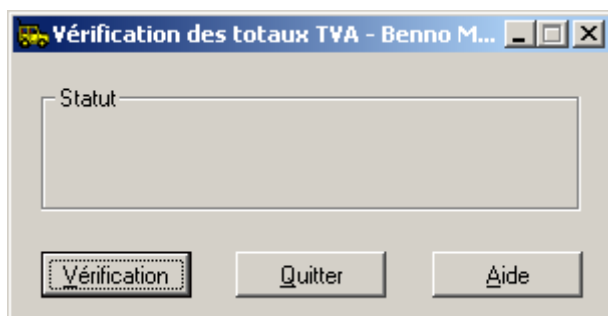 Vérification des totaux TVA - Benno M...
Statut
Vérification Quitter Aide